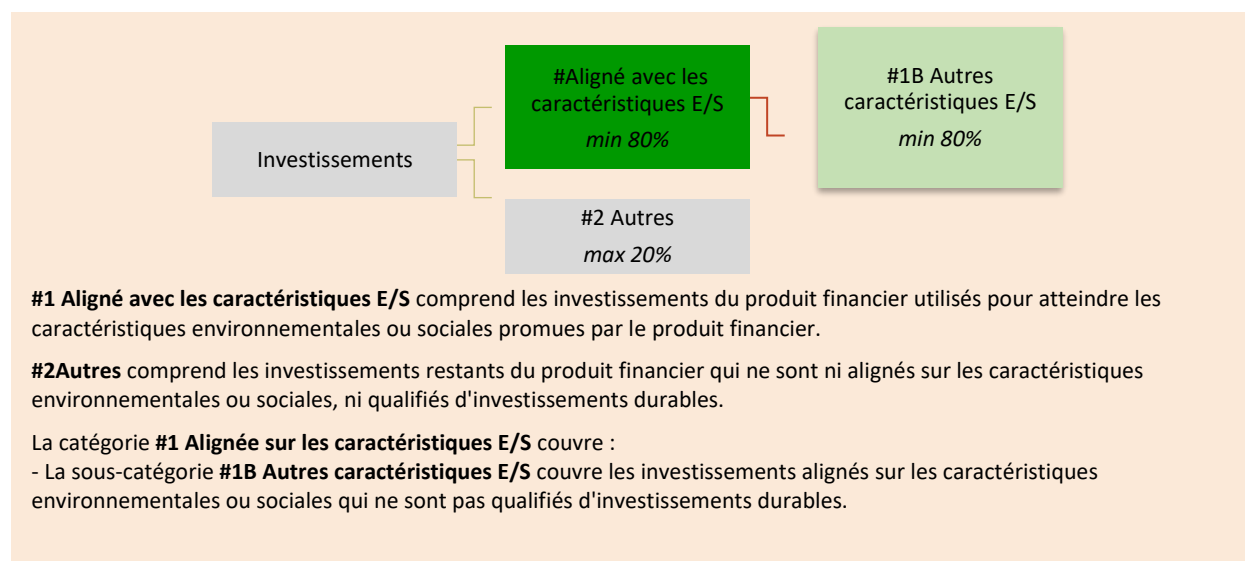 #Aligné avec les
caractéristiques E/S
min 80%
#1B Autres
caractéristiques E/S
min 80%
Investissements
#2 Autres
max 20%
#1 Aligné avec les caractéristiques E/S comprend les investissements du produit financier utilisés pour atteindre les
caractéristiques environnementales ou sociales promues par le produit financier.
#2Autres comprend les investissements restants du produit financier qui ne sont ni alignés sur les caractéristiques
environnementales ou sociales, ni qualifiés d'investissements durables.
La catégorie #1 Alignée sur les caractéristiques E/S couvre :
- La sous-catégorie #1B Autres caractéristiques E/S couvre les investissements alignés sur les caractéristiques
environnementales ou sociales qui ne sont pas qualifiés d'investissements durables.